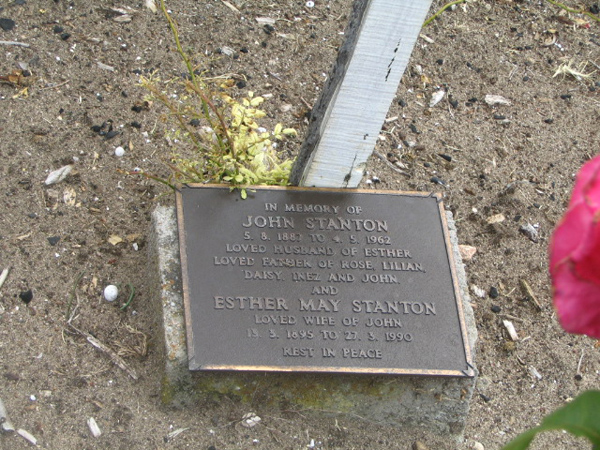 IN MEMORY OF
JOHN STANTON
5. 8. 1887 TO 4. 5. 1962
LOVED HUSBAND OF ESTHER
LOVED FATHER OF ROSE, LILIAN,
DAISY, INEZ AND JOHN.
AND
ESTHER MAY STANTON
LOVED WIFE OF JOHN
13. 3. 1895 TO 27. 3. 1990
REST IN PEACE